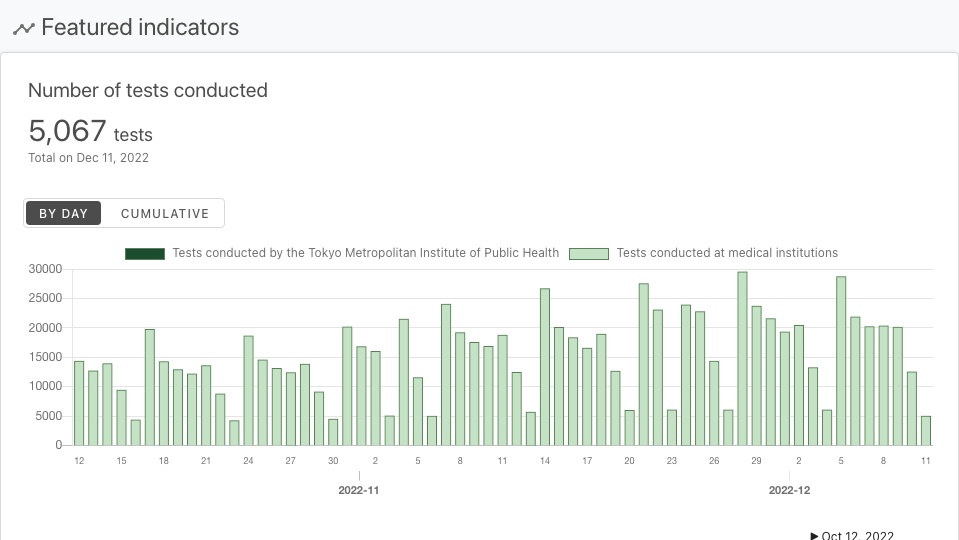 Featured indicators
Number of tests conducted
5,067 tests
Total on Dec 11, 2022
BY DAY CUMULATIVE
Tests conducted by the Tokyo Metropolitan Institute of Public Health Tests conducted at medical institutions
30000
25000
20000
15000
10000
5000
0
12 15 18 21 24 27 30 2 5 8 11 14 17 20 23 26 29 2 5 8 11
2022-11 2022-12
Oct 12, 2022